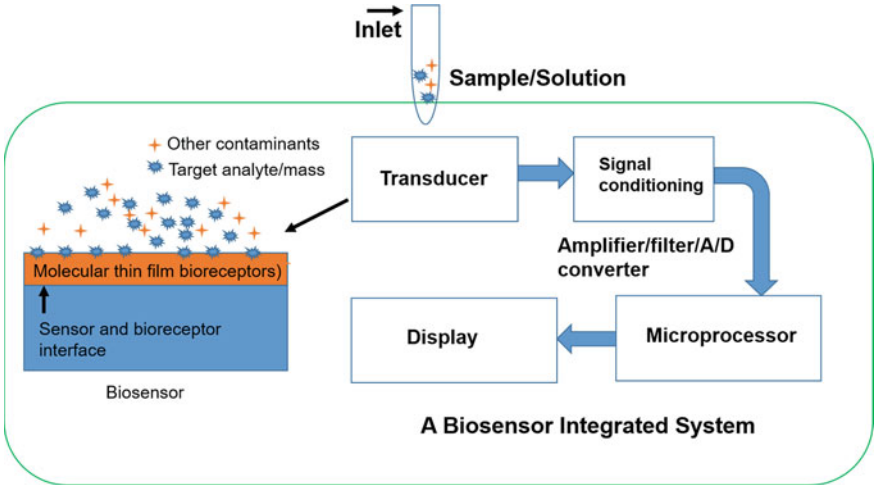 Inlet
Sample/Solution
Other contaminants
Target analyte/mass
Transducer
Signal
conditioning
Molecular thin film bioreceptors)
Amplifier/filter/A/D
converter
Sensor and bioreceptor
interface
Display
Microprocessor
Biosensor
A Biosensor Integrated System